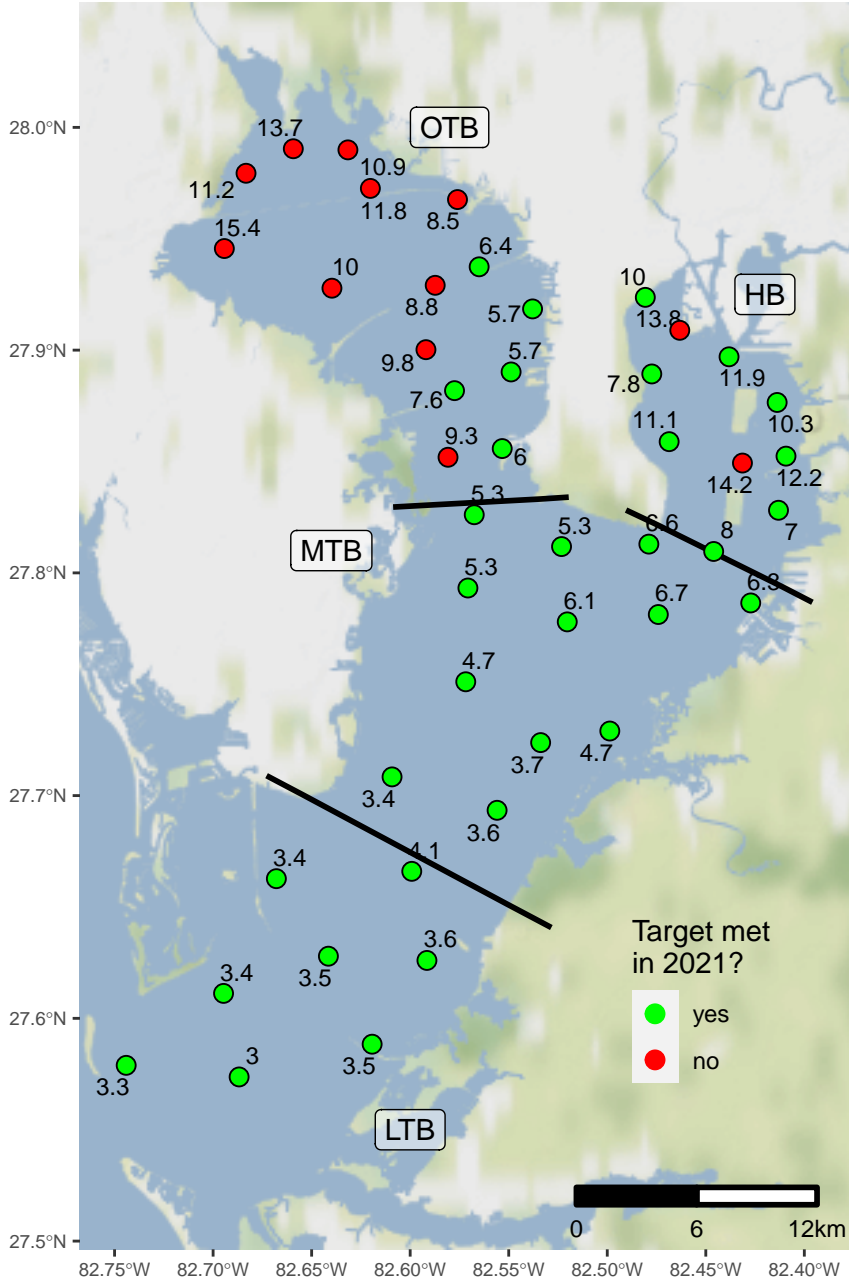 28.0°N
27.9°N
27.8°N
27.7°N
27.6°N
27.5°N
13.7
OTB
10.9
11.2
11.8
8.5
15.4
6.4
10
10
HB
8.8
5.7
13.8
9.8
5.7
11.9
7.6
7.8
10.3
11.1
9.3
6
14.2
12.2
5.3
7
MTB
5.3
6.6
8
5.3
6.3
6.1
6.7
4.7
3.7
4.7
3.4
3.6
4.1
3.4
3.6
3.5
3.4
3
3.5
3.3
LTB
Target met
in 2021?
yes
no
0 6 12km
82.75°W 82.70°W 82.65°W 82.60°W 82.55°W 82.50°W 82.45°W 82.40°W